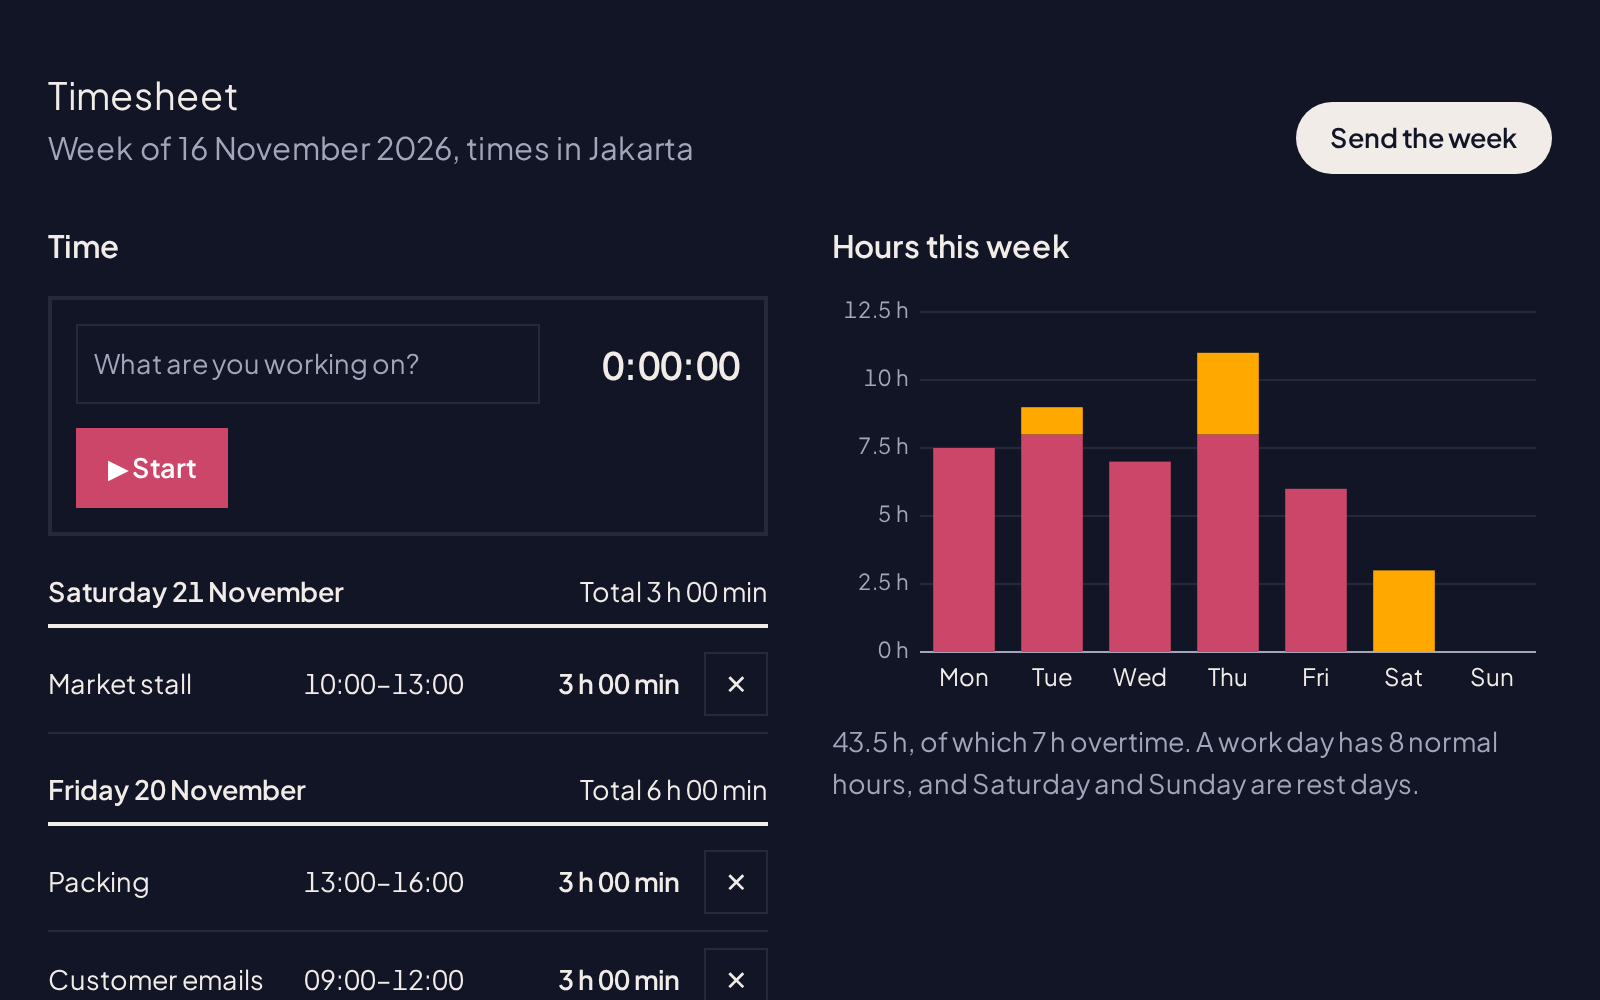 Timesheet
Week of 16 November 2026, times in Jakarta
Send the week
Time
What are you working on?
0:00:00
▶ Start
Saturday 21 November
Total 3 h 00 min
Market stall
10:00–13:00
3 h 00 min
✕
Friday 20 November
Total 6 h 00 min
Packing
13:00–16:00
3 h 00 min
✕
Customer emails
09:00–12:00
3 h 00 min
✕
Hours this week
12.5 h
10 h
7.5 h
5 h
2.5 h
0 h
Mon Tue Wed Thu Fri Sat Sun
43.5 h, of which 7 h overtime. A work day has 8 normal
hours, and Saturday and Sunday are rest days.